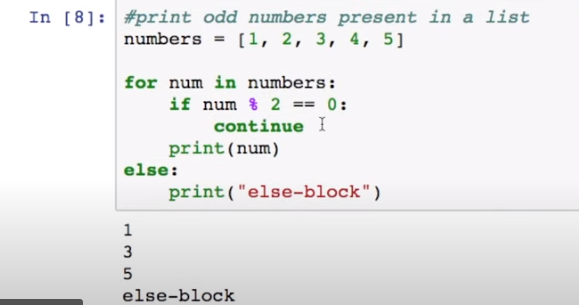 In [8]: #print odd numbers present in a list
numbers = [1, 2, 3, 4, 5]
for num in numbers:
if num % 2 == 0:
continue
print(num)
else:
print("else-block")
1
3
5
else-block